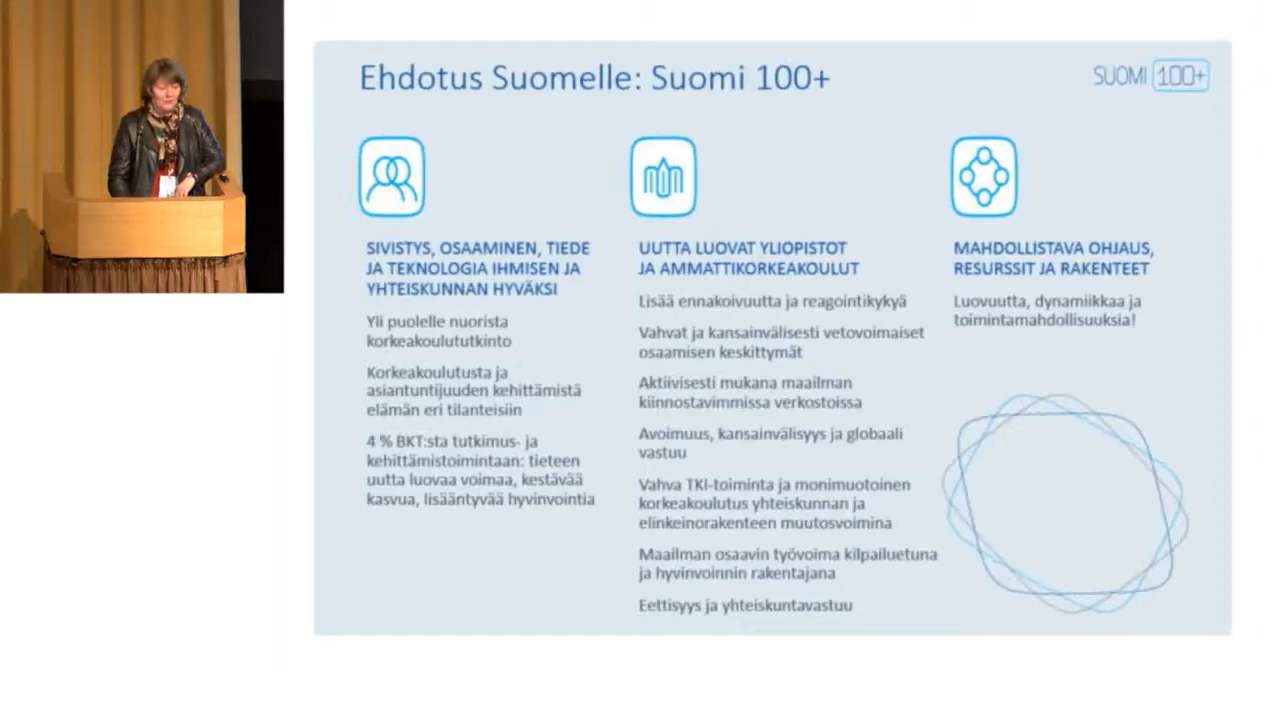 Ehdotus Suomelle: Suomi 100+
SUOMI 100+
SIVISTYS, OSAAMINEN, TIEDE
JA TEKNOLOGIA IHMISEN JA
YHTEISKUNNAN HYVÄKSI
Yli puolelle nuorista
korkeakoulututkinto
Korkeakoulutusta ja
asiantuntijuuden kehittämistä
elämän eri tilanteisiin
4 % BKT:sta tutkimus- ja
kehittämistoimintaan: tieteen
uutta luovaa voimaa, kestävää
kasvua, lisääntyvää hyvinvointia
UUTTA LUOVAT YLIOPISTOT
JA AMMATTIKORKEAKOULUT
Lisää ennakoivuutta ja reagointikykyä
Vahvat ja kansainvälisesti vetovoimaiset
osaamisen keskittymät
Aktiivisesti mukana maailman
kiinnostavimmissa verkostoissa
Avoimuus, kansainvälisyys ja globaali
vastuu
Vahva TKI-toiminta ja monimuotoinen
korkeakoulutus yhteiskunnan ja
elinkeinorakenteen muutosvoimina
Maailman osaavin työvoima kilpailuetuna
ja hyvinvoinnin rakentajana
Eettisyys ja yhteiskuntavastuu
MAHDOLLISTAVA OHJAUS,
RESURSSIT JA RAKENTEET
Luovuutta, dynamiikkaa ja
toimintamahdollisuuksia!